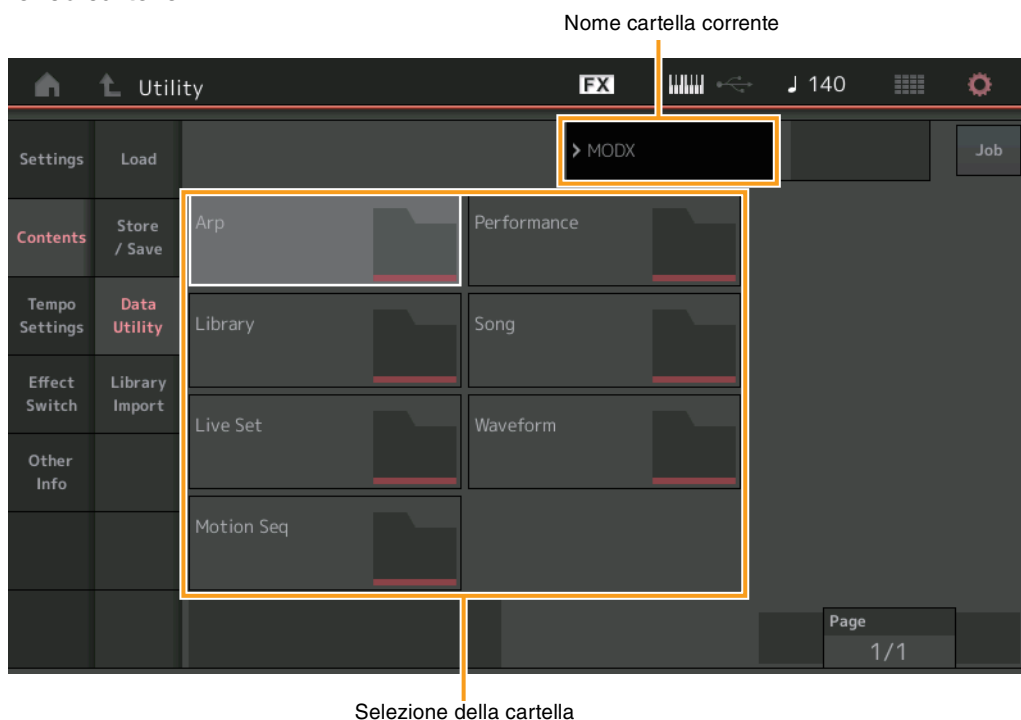 Nome cartella corrente
Utility
FX
140
Settings
Load
> MODX
Job
Contents
Store
/ Save
Arp
Performance
Tempo
Settings
Data
Utility
Library
Song
Effect
Switch
Library
Import
Live Set
Waveform
Other
Info
Motion Seq
Page
1/1
Selezione della cartella